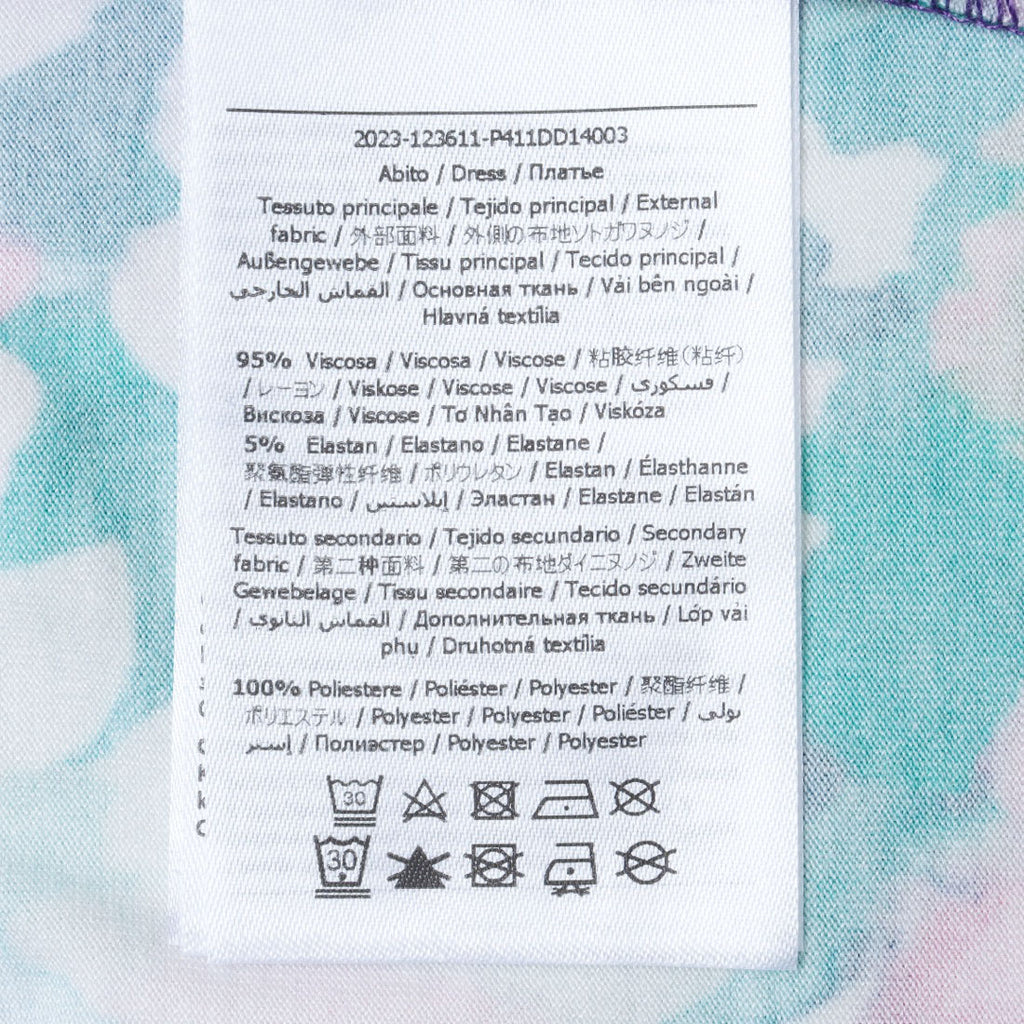 2023-123611-P411DD14003
Abito / Dress / Платье
Tessuto principale / Tejido principal / External
fabric / 外部面料 / 外側の布地ソトガワヌノジ /
Außengewebe / Tissu principal / Tecido principal /
القماش الخارجي / Основная ткань / Vải bên ngoài /
Hlavná textília
95% Viscosa / Viscosa / Viscose / 粘胶纤维(粘纤)
/ レーヨン / Viskose / Viscose / Viscose / فسكوزي /
Вискоза / Viscose / Tơ Nhân Tạo / Viskóza
5% Elastan / Elastano / Elastane /
聚氨酯弹性纤维 / ポリウレタン / Elastan / Élasthanne
/ Elastano / إيلاستين / Эластан / Elastane / Elastán
Tessuto secondario / Tejido secundario / Secondary
fabric / 第二种面料 / 第二の布地ダイニヌノジ / Zweite
Gewebelage / Tissu secondaire / Tecido secundário
/ القماش الثانوي / Дополнительная ткань / Lớp vải
phụ / Druhotná textília
100% Poliestere / Poliéster / Polyester / 聚酯纤维 /
ポリエステル / Polyester / Polyester / Poliéster / بولي
إستر / Полиэстер / Polyester / Polyester
30
30